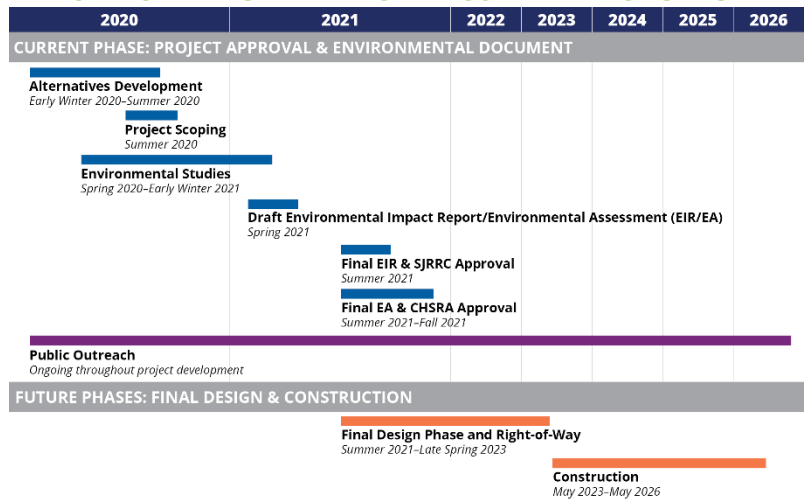 2020 2021 2022 2023 2024 2025 2026
CURRENT PHASE: PROJECT APPROVAL & ENVIRONMENTAL DOCUMENT
Alternatives Development
Early Winter 2020–Summer 2020
Project Scoping
Summer 2020
Environmental Studies
Spring 2020–Early Winter 2021
Draft Environmental Impact Report/Environmental Assessment (EIR/EA)
Spring 2021
Final EIR & SJRRC Approval
Summer 2021
Final EA & CHSRA Approval
Summer 2021–Fall 2021
Public Outreach
Ongoing throughout project development
FUTURE PHASES: FINAL DESIGN & CONSTRUCTION
Final Design Phase and Right-of-Way
Summer 2021–Late Spring 2023
Construction
May 2023–May 2026